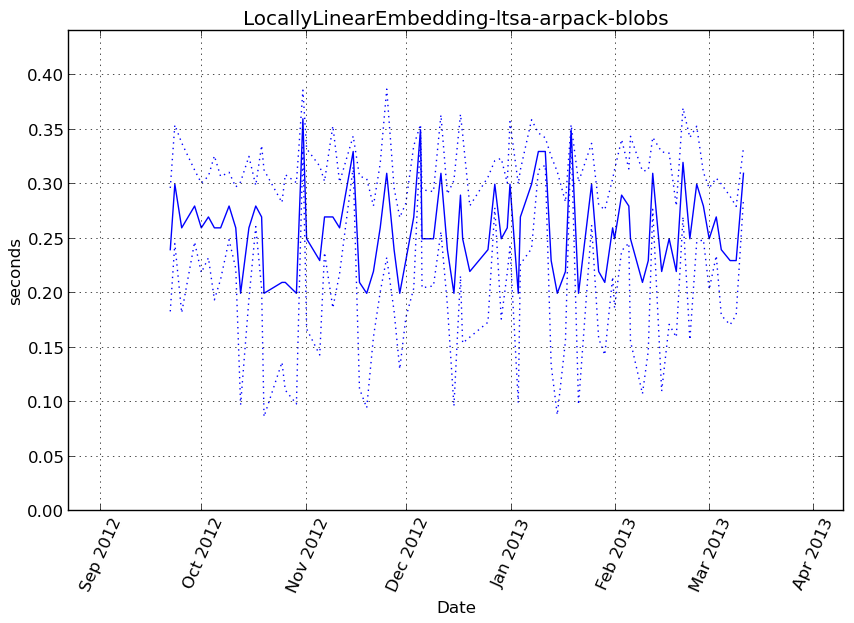 LocallyLinearEmbedding-ltsa-arpack-blobs
0.40
0.35
0.30
0.25
0.20
0.15
0.10
0.05
0.00
seconds
Sep 2012
Oct 2012
Nov 2012
Dec 2012
Jan 2013
Feb 2013
Mar 2013
Apr 2013
Date